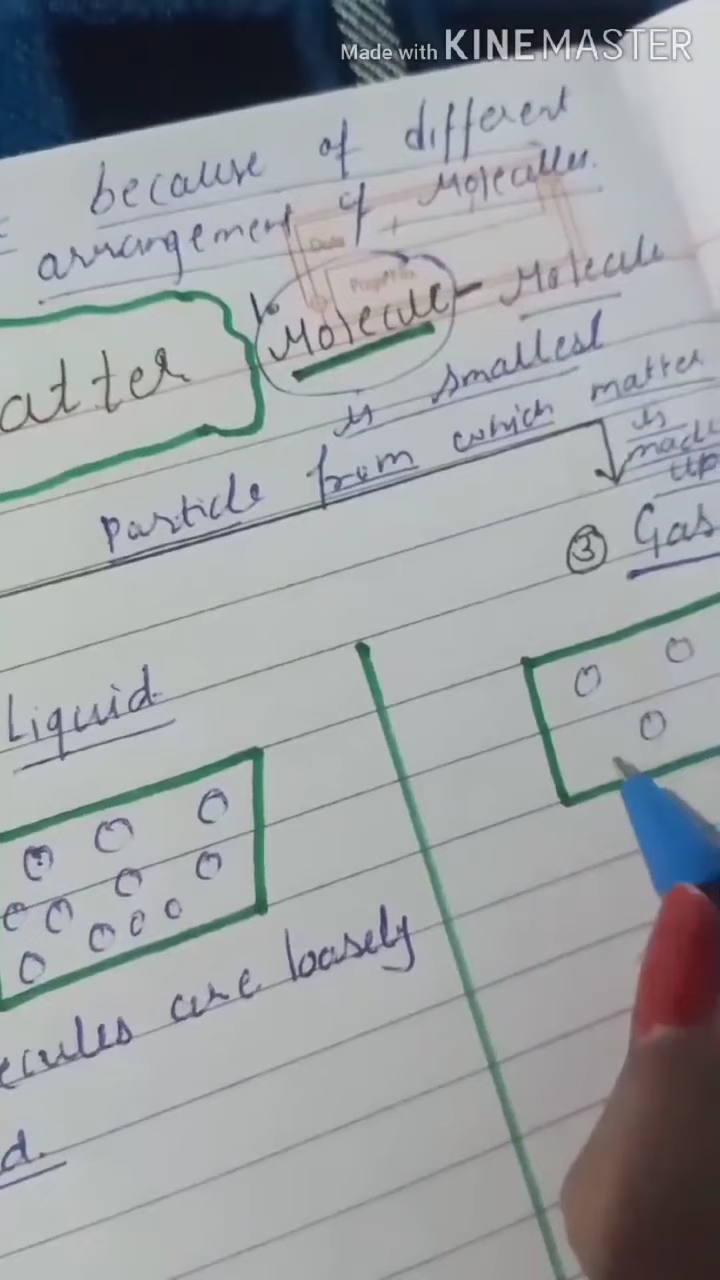 Made with KINEMASTER
because of different
arrangement of Molecules.
atter
Molecule - Molecule
is smallest
Particle from which matter
is
made
up
③ Gas
Liquid
ecules are loosely
d.